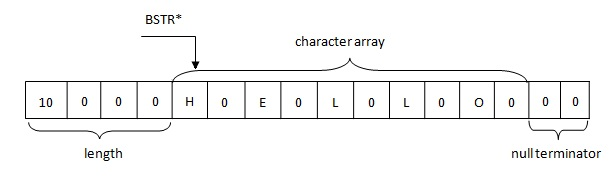 BSTR*
character array
10 0 0 0 H 0 E 0 L 0 L 0 O 0 0 0
length
null terminator